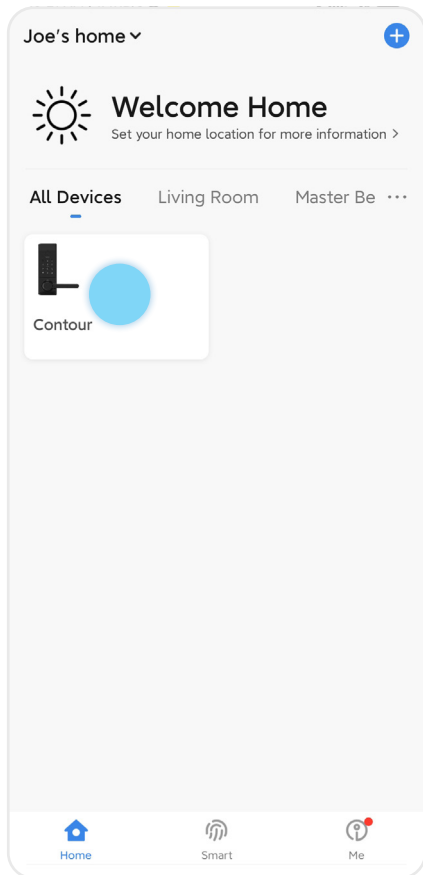 Joe's home
Welcome Home
Set your home location for more information >
All Devices
Living Room
Master Be ...
Contour
Home
Smart
Me